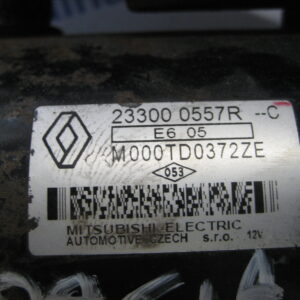 23300 0557R --C
E6 05
M000TD0372ZE
053
MITSUBISHI ELECTRIC
AUTOMOTIVE CZECH s.r.o. 12V